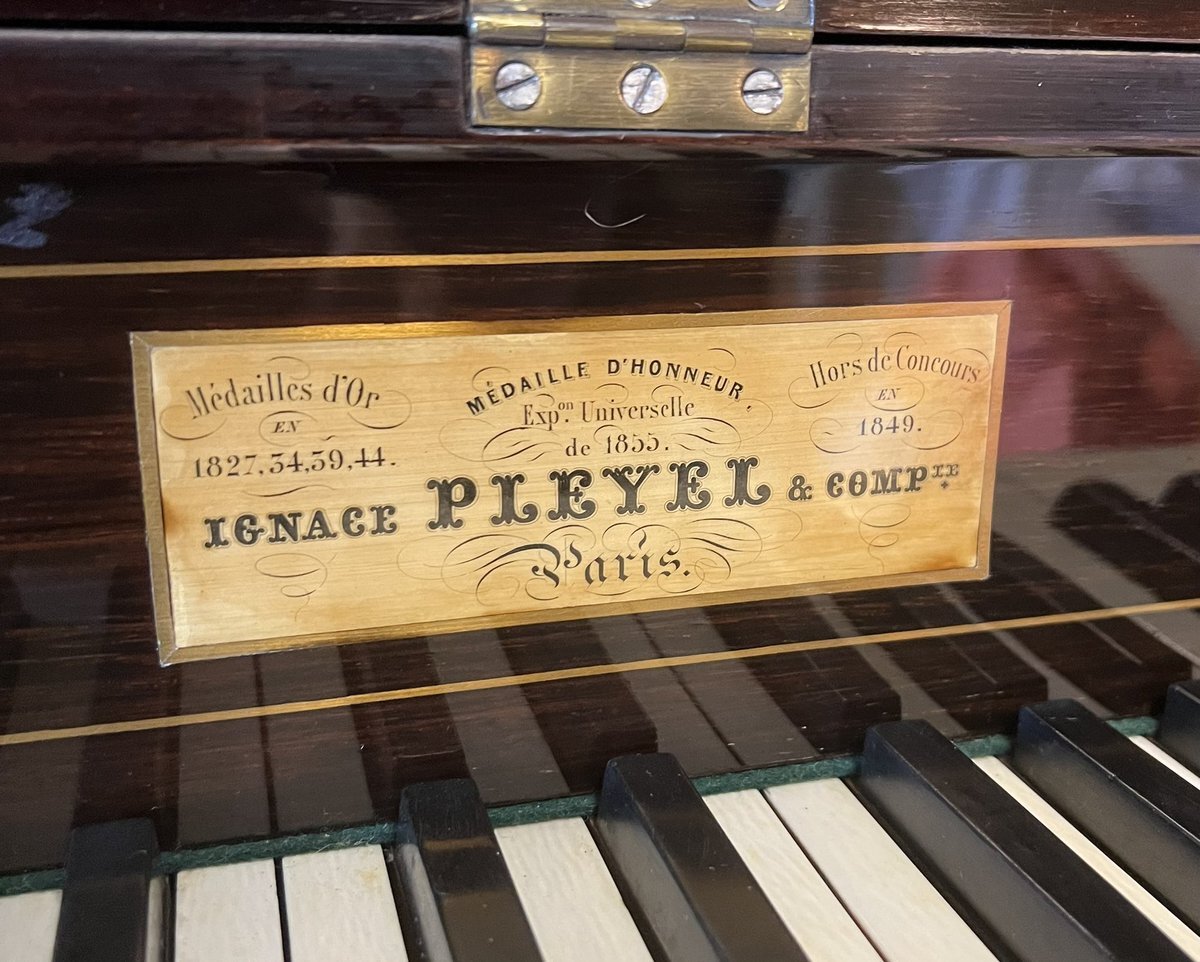 Médailles d'Or
EN
1827,34,39,44.
MÉDAILLE D'HONNEUR,
Expon. Universelle
de 1855.
Hors de Concours
EN
1849.
IGNACE PLEYEL & COMPIE
Paris.